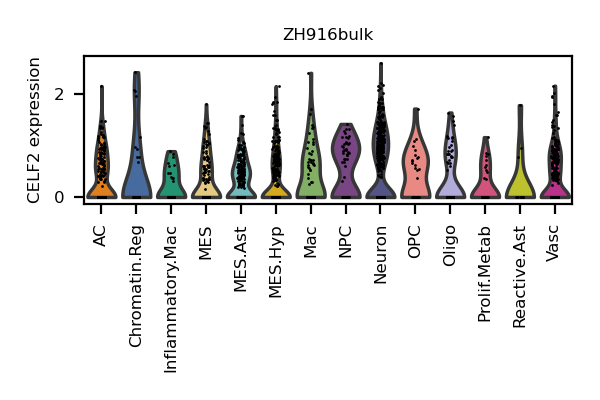 ZH916bulk
CELF2 expression
2
0
AC
Chromatin.Reg
Inflammatory.Mac
MES
MES.Ast
MES.Hyp
Mac
NPC
Neuron
OPC
Oligo
Prolif.Metab
Reactive.Ast
Vasc